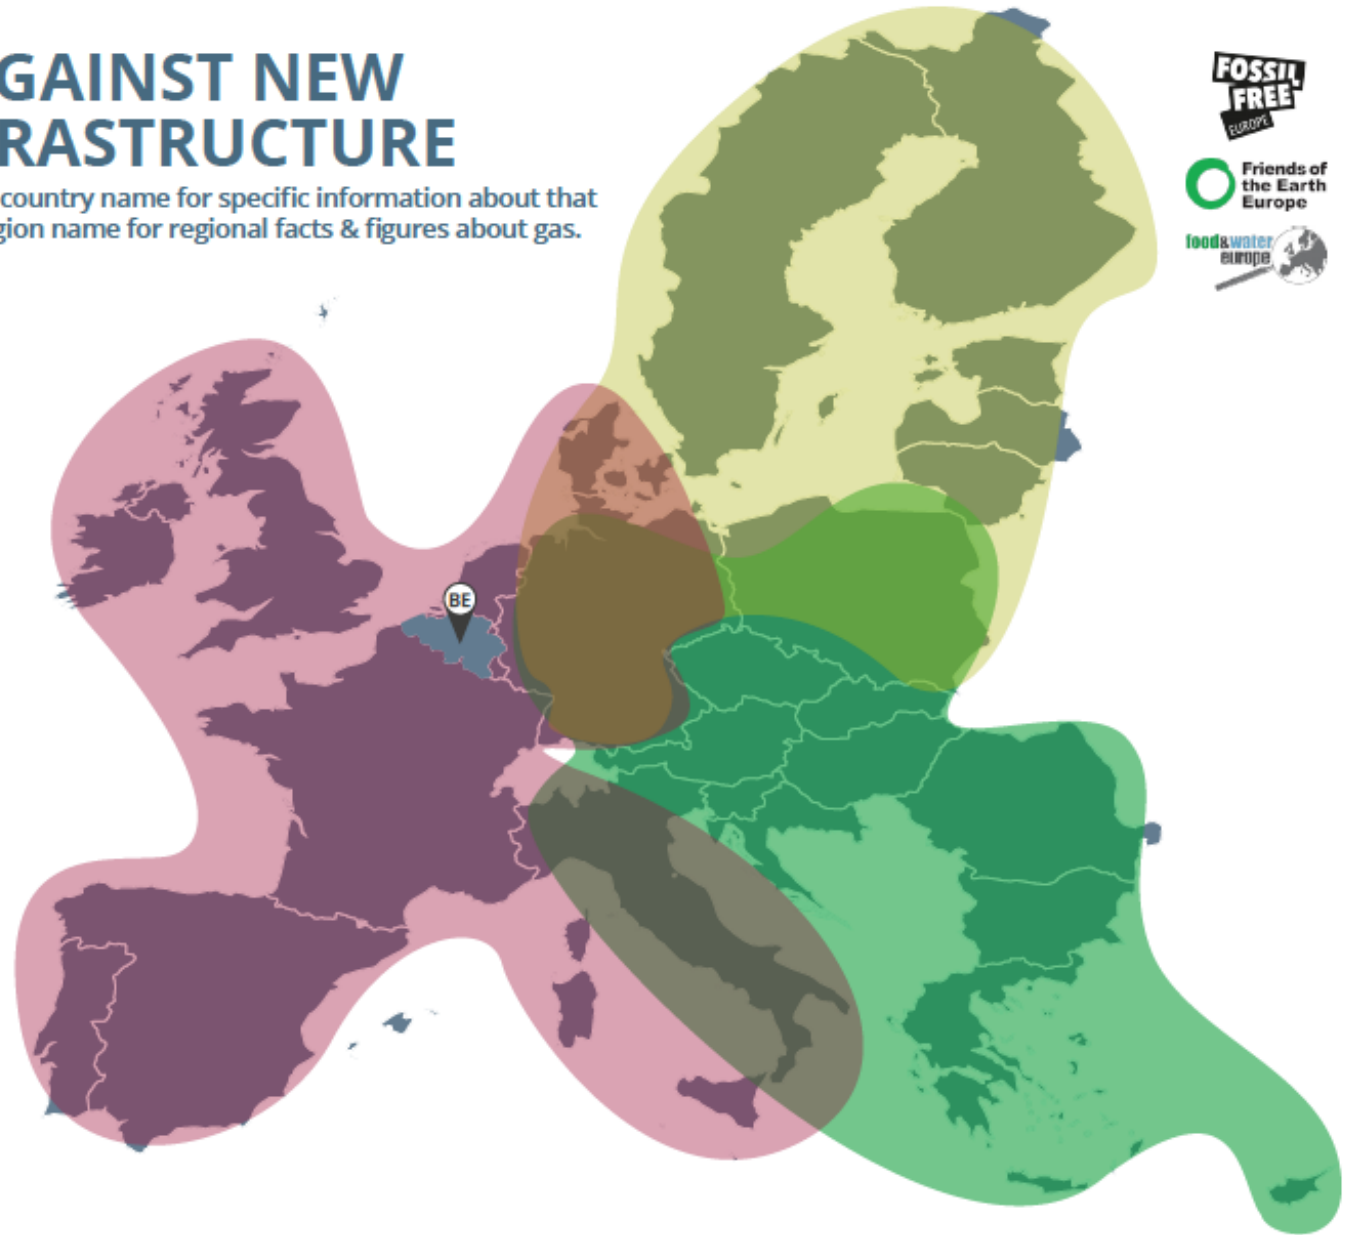 GAINST NEW
RASTRUCTURE
country name for specific information about that
gion name for regional facts & figures about gas.
FOSSIL
FREE
EUROPE
Friends of
the Earth
Europe
food&water
europe
BE